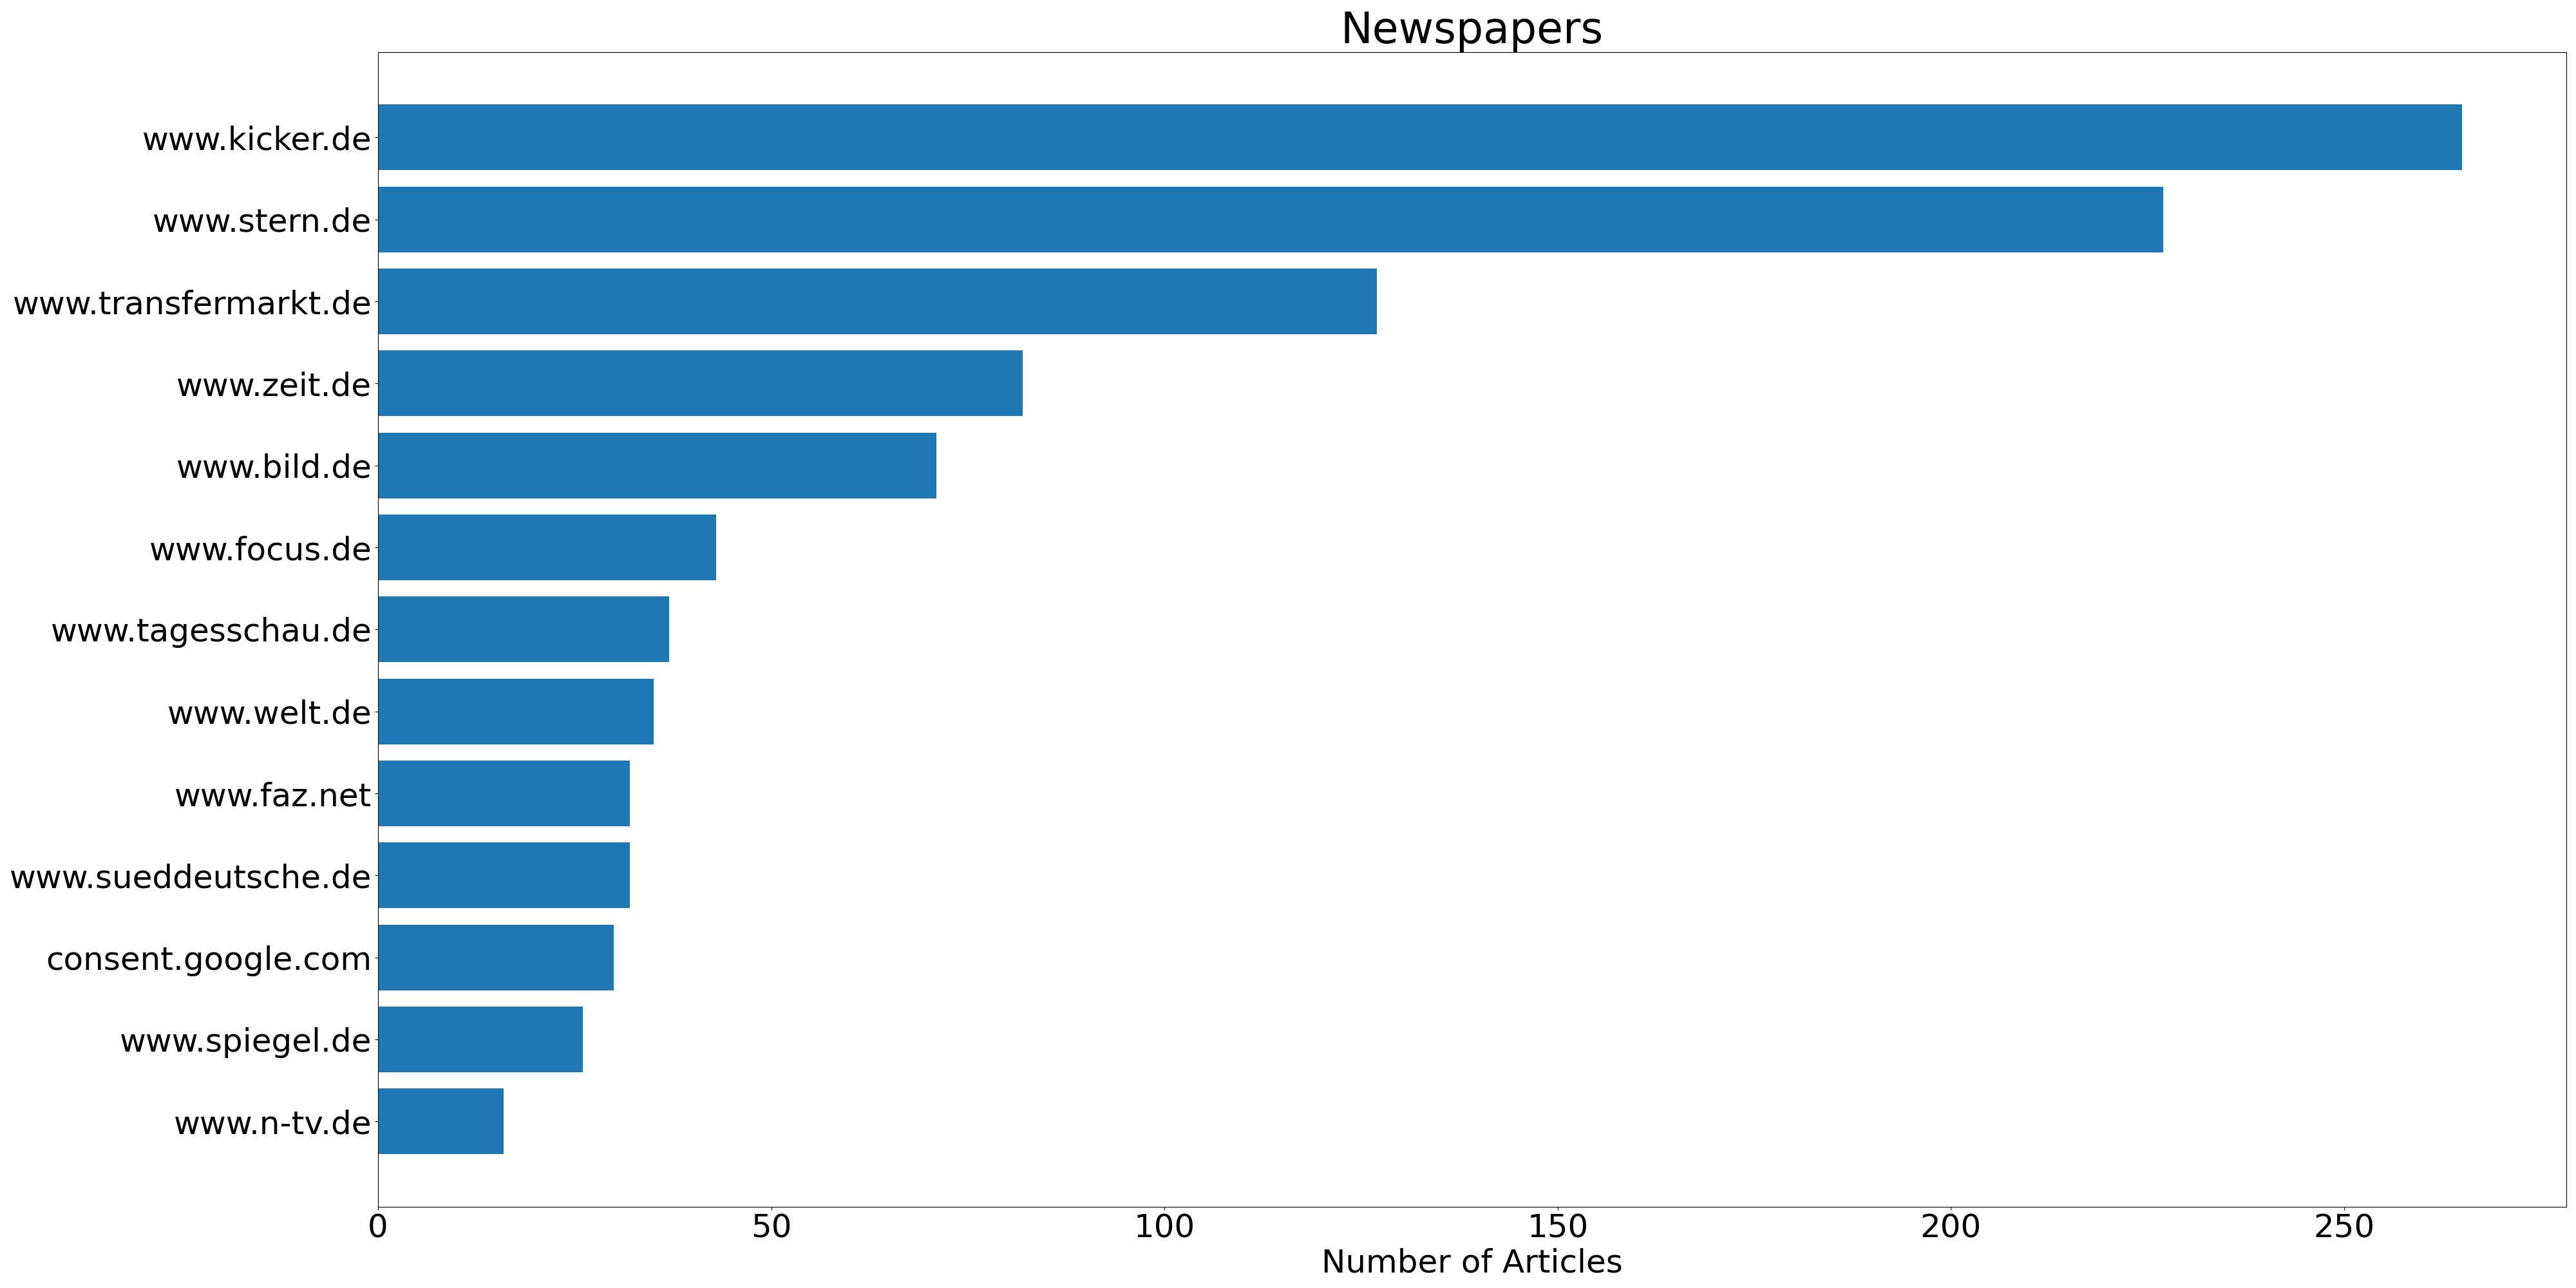 Newspapers
www.kicker.de
www.stern.de
www.transfermarkt.de
www.zeit.de
www.bild.de
www.focus.de
www.tagesschau.de
www.welt.de
www.faz.net
www.sueddeutsche.de
consent.google.com
www.spiegel.de
www.n-tv.de
0 50 100 150 200 250
Number of Articles